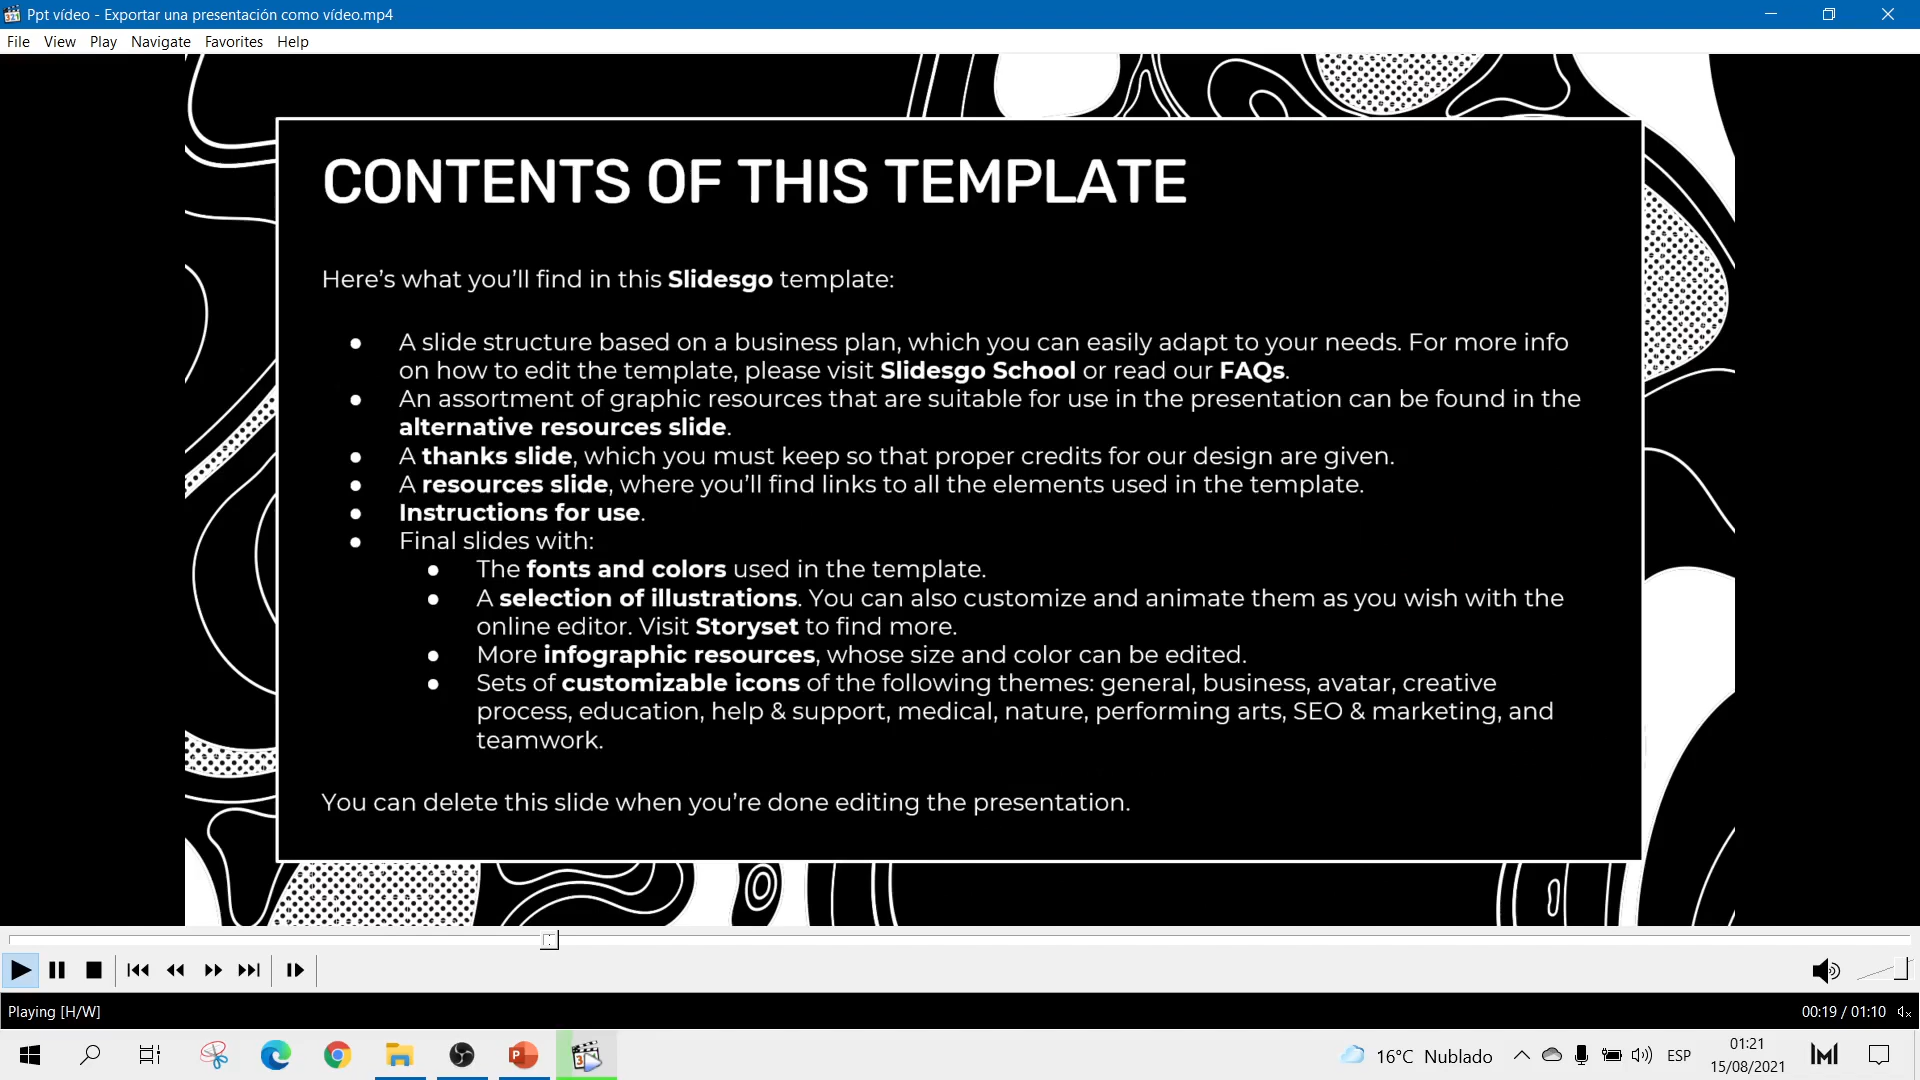 Ppt vídeo - Exportar una presentación como vídeo.mp4
File View Play Navigate Favorites Help
CONTENTS OF THIS TEMPLATE
Here’s what you’ll find in this Slidesgo template:
● A slide structure based on a business plan, which you can easily adapt to your needs. For more info
on how to edit the template, please visit Slidesgo School or read our FAQs.
● An assortment of graphic resources that are suitable for use in the presentation can be found in the
alternative resources slide.
● A thanks slide, which you must keep so that proper credits for our design are given.
● A resources slide, where you’ll find links to all the elements used in the template.
● Instructions for use.
● Final slides with:
● The fonts and colors used in the template.
● A selection of illustrations. You can also customize and animate them as you wish with the
online editor. Visit Storyset to find more.
● More infographic resources, whose size and color can be edited.
● Sets of customizable icons of the following themes: general, business, avatar, creative
process, education, help & support, medical, nature, performing arts, SEO & marketing, and
teamwork.
You can delete this slide when you’re done editing the presentation.
Playing [H/W] 00:19 / 01:10
16°C Nublado ESP 01:21
15/08/2021